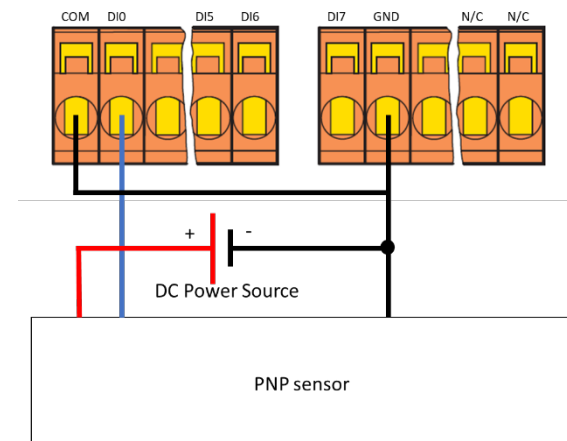 COM DI0 DI5 DI6 DI7 GND N/C N/C
+ -
DC Power Source
PNP sensor